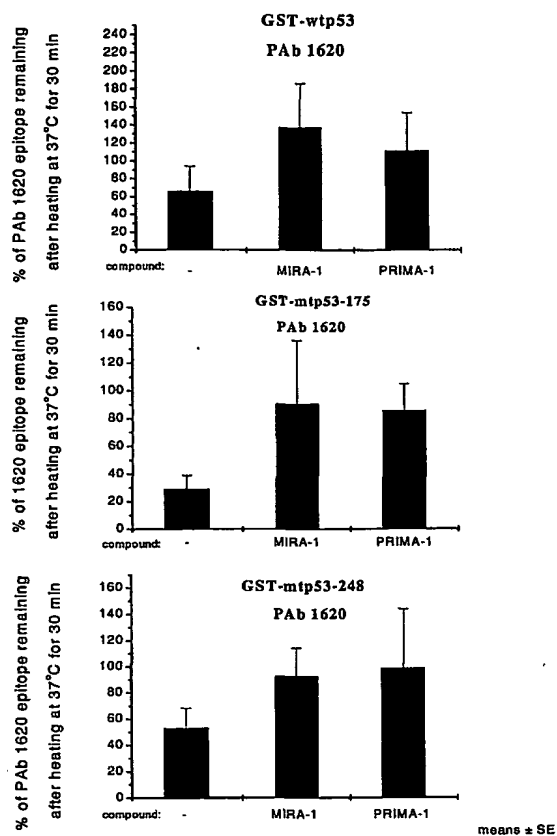 GST-wtp53
PAb 1620
% of PAb 1620 epitope remaining
after heating at 37°C for 30 min
240
220
200
180
160
140
120
100
80
60
40
20
0
compound:
-
MIRA-1
PRIMA-1
GST-mtp53-175
PAb 1620
% of 1620 epitope remaining
after heating at 37°C for 30 min
160
140
120
100
80
60
40
20
0
compound:
-
MIRA-1
PRIMA-1
GST-mtp53-248
PAb 1620
% of PAb 1620 epitope remaining
after heating at 37°C for 30 min
160
140
120
100
80
60
40
20
0
compound:
-
MIRA-1
PRIMA-1
means ± SE